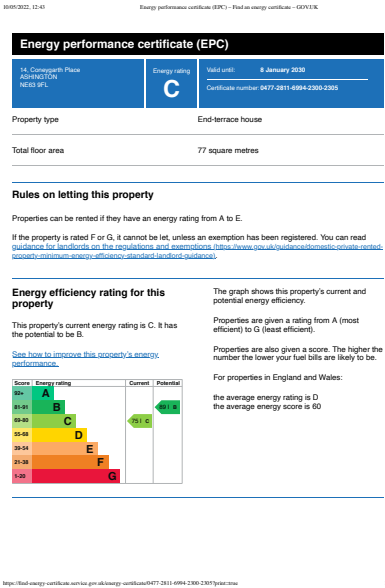 10/05/2022, 12:43
Energy performance certificate (EPC) – Find an energy certificate – GOV.UK
Energy performance certificate (EPC)
14, Coneygarth Place
ASHINGTON
NE63 9FL
Energy rating
C
Valid until: 8 January 2030
Certificate number: 0477-2811-6994-2300-2305
Property type End-terrace house
Total floor area 77 square metres
Rules on letting this property
Properties can be rented if they have an energy rating from A to E.
If the property is rated F or G, it cannot be let, unless an exemption has been registered. You can read
guidance for landlords on the regulations and exemptions (https://www.gov.uk/guidance/domestic-private-rented-
property-minimum-energy-efficiency-standard-landlord-guidance).
Energy efficiency rating for this
property
This property's current energy rating is C. It has
the potential to be B.
See how to improve this property's energy
performance.
Score Energy rating Current Potential
92+ A
81-91 B 89 | B
69-80 C 75 | C
55-68 D
39-54 E
21-38 F
1-20 G
The graph shows this property's current and
potential energy efficiency.
Properties are given a rating from A (most
efficient) to G (least efficient).
Properties are also given a score. The higher the
number the lower your fuel bills are likely to be.
For properties in England and Wales:
the average energy rating is D
the average energy score is 60
https://find-energy-certificate.service.gov.uk/energy-certificate/0477-2811-6994-2300-2305?print=true